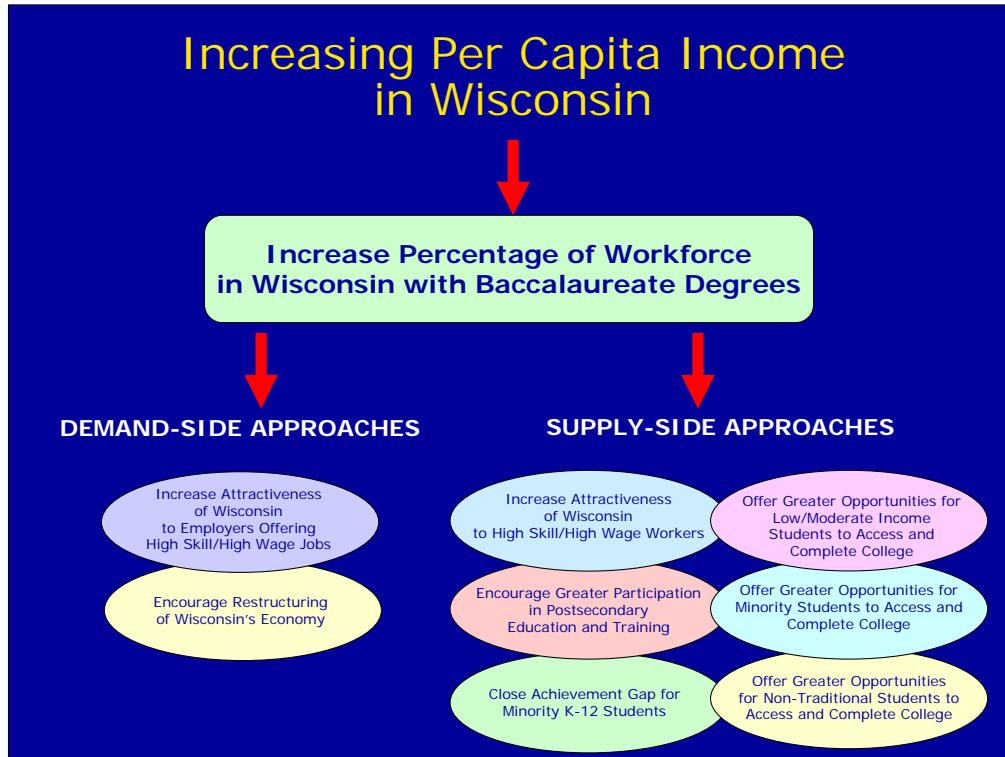 Increasing Per Capita Income
in Wisconsin
Increase Percentage of Workforce
in Wisconsin with Baccalaureate Degrees
DEMAND-SIDE APPROACHES
Increase Attractiveness
of Wisconsin
to Employers Offering
High Skill/High Wage Jobs
Encourage Restructuring
of Wisconsin's Economy
SUPPLY-SIDE APPROACHES
Increase Attractiveness
of Wisconsin
to High Skill/High Wage Workers
Offer Greater Opportunities for
Low/Moderate Income
Students to Access and
Complete College
Encourage Greater Participation
in Postsecondary
Education and Training
Offer Greater Opportunities for
Minority Students to Access and
Complete College
Close Achievement Gap for
Minority K-12 Students
Offer Greater Opportunities
for Non-Traditional Students to
Access and Complete College